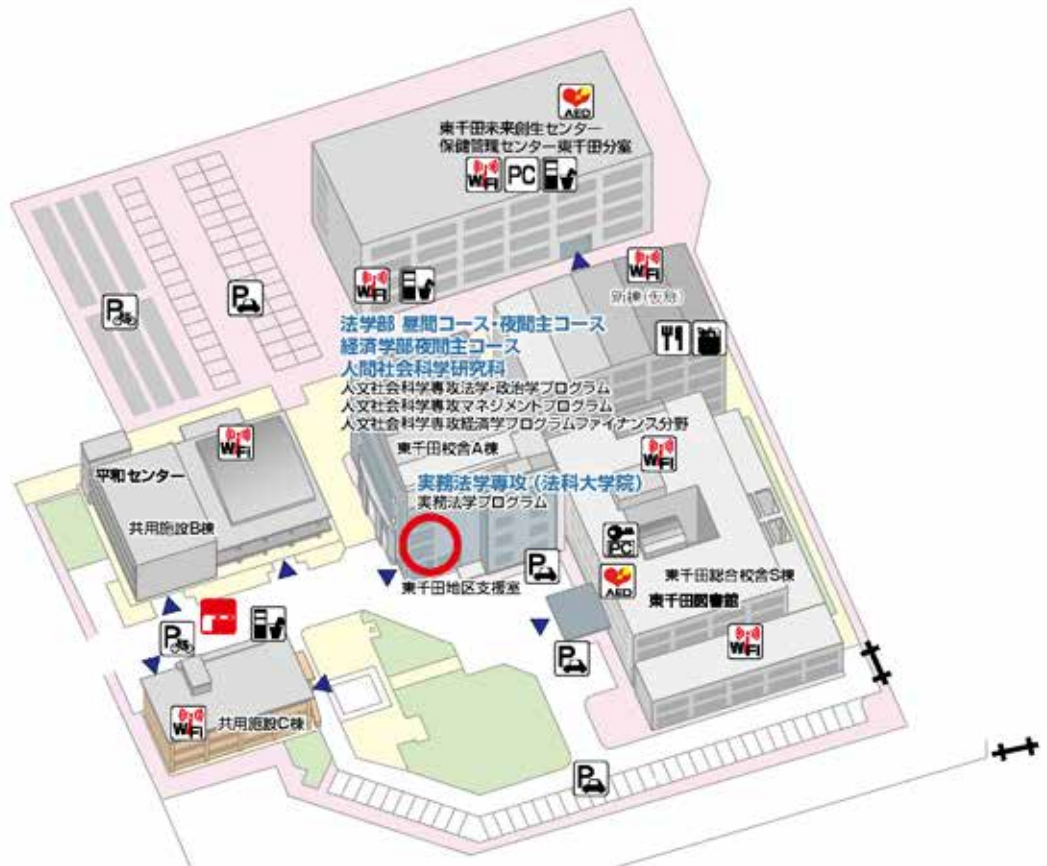 AED
東千田未来創生センター
保健管理センター東千田分室
WiFi
PC
P
P
WiFi
WiFi
新棟(仮称)
法学部 昼間コース・夜間主コース
経済学部夜間主コース
人間社会科学研究科
人文社会科学専攻法学・政治学プログラム
人文社会科学専攻マネジメントプログラム
人文社会科学専攻経済学プログラムファイナンス分野
WiFi
東千田校舎A棟
WiFi
平和センター
実務法学専攻(法科大学院)
実務法学プログラム
共用施設B棟
PC
P
AED
東千田総合校舎S棟
東千田地区支援室
東千田図書館
P
P
WiFi
WiFi
共用施設C棟
P